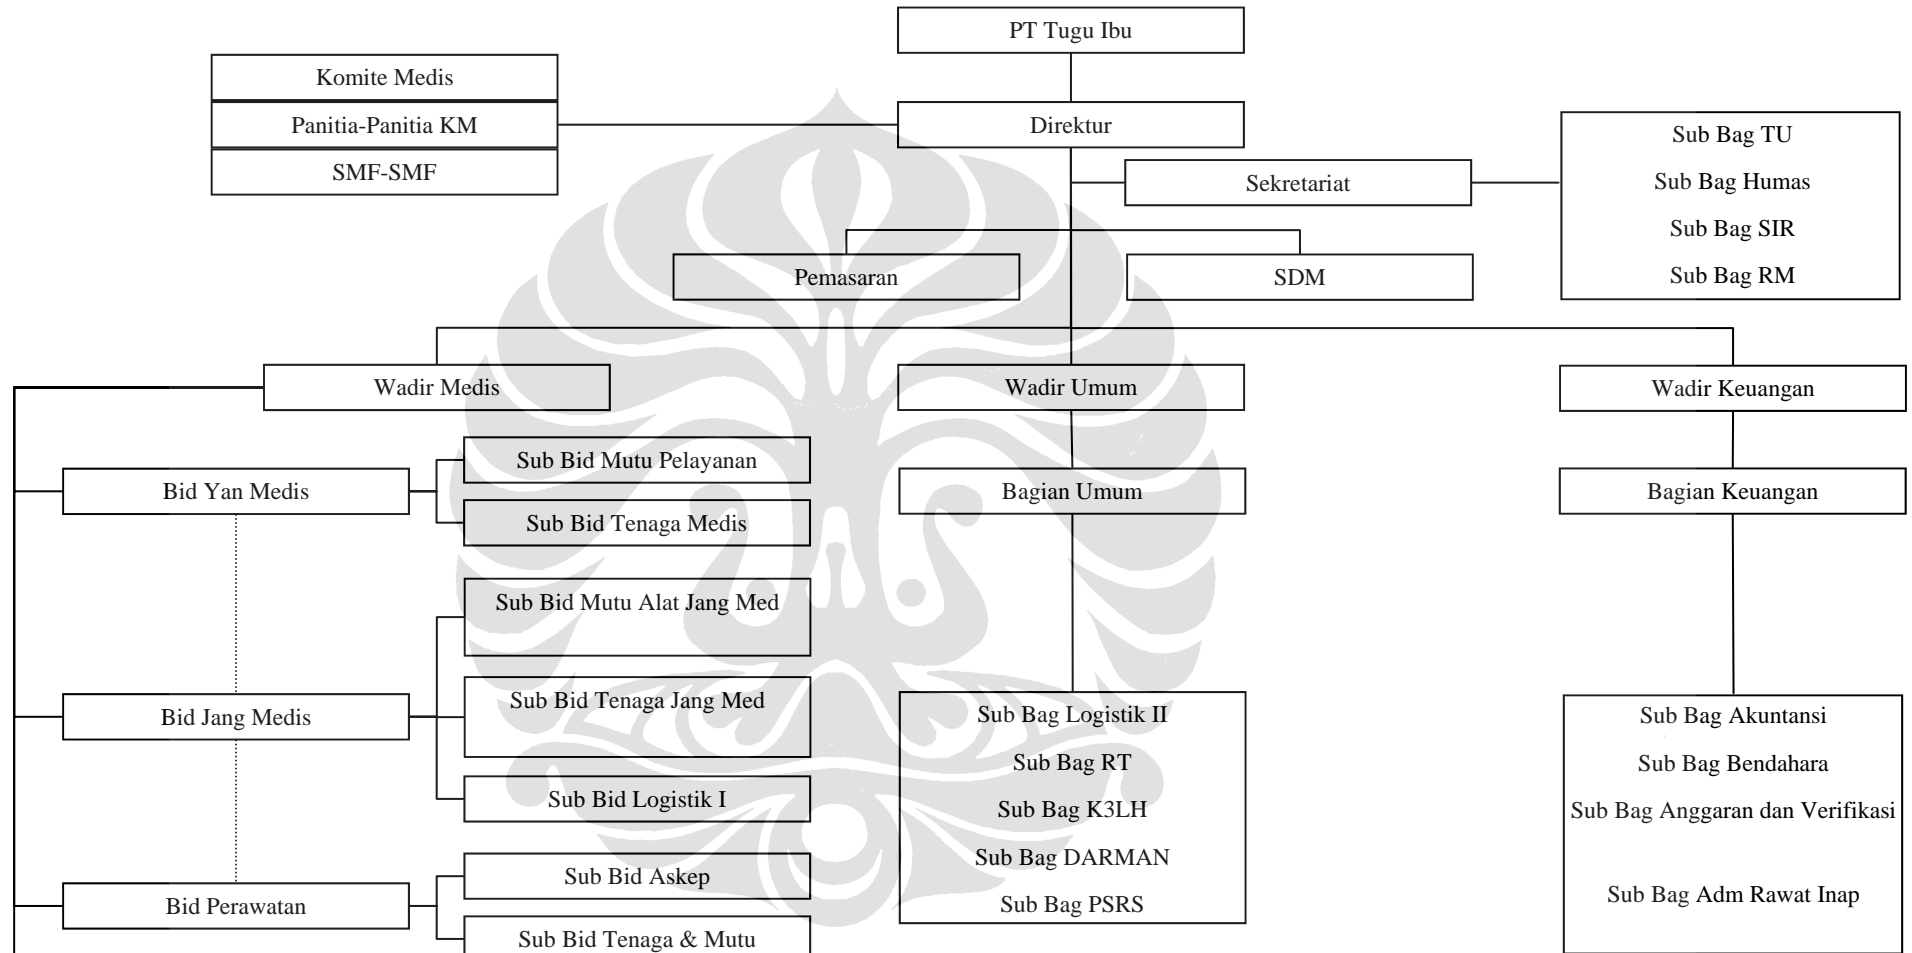 PT Tugu Ibu
Komite Medis
Panitia-Panitia KM
SMF-SMF
Direktur
Sekretariat
Sub Bag TU
Sub Bag Humas
Sub Bag SIR
Sub Bag RM
Pemasaran
SDM
Wadir Medis
Wadir Umum
Wadir Keuangan
Bid Yan Medis
Sub Bid Mutu Pelayanan
Sub Bid Tenaga Medis
Bagian Umum
Bagian Keuangan
Bid Jang Medis
Sub Bid Mutu Alat Jang Med
Sub Bid Tenaga Jang Med
Sub Bid Logistik I
Bid Perawatan
Sub Bid Askep
Sub Bid Tenaga & Mutu
Sub Bag Logistik II
Sub Bag RT
Sub Bag K3LH
Sub Bag DARMAN
Sub Bag PSRS
Sub Bag Akuntansi
Sub Bag Bendahara
Sub Bag Anggaran dan Verifikasi
Sub Bag Adm Rawat Inap